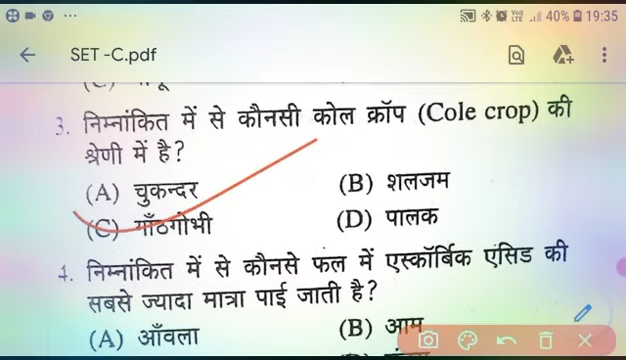 19:35
40%
SET -C.pdf
3. निम्नांकित में से कौनसी कोल क्रॉप (Cole crop) की
श्रेणी में है?
(A) चुकन्दर
(B) शलजम
(C) गाँठगोभी
(D) पालक
4. निम्नांकित में से कौनसे फल में एस्कॉर्बिक एसिड की
सबसे ज्यादा मात्रा पाई जाती है?
(A) आँवला
(B) आम